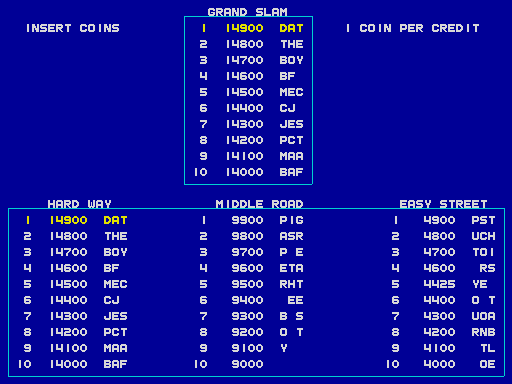 GRAND SLAM
INSERT COINS 1 14900 DAT 1 COIN PER CREDIT
2 14800 THE
3 14700 BOY
4 14600 BF
5 14500 MEC
6 14400 CJ
7 14300 JES
8 14200 PCT
9 14100 MAA
10 14000 BAF
HARD WAY MIDDLE ROAD EASY STREET
1 14900 DAT 1 9900 PIG 1 4900 PST
2 14800 THE 2 9800 ASR 2 4800 UCH
3 14700 BOY 3 9700 P E 3 4700 TOI
4 14600 BF 4 9600 ETA 4 4600 RS
5 14500 MEC 5 9500 RHT 5 4425 YE
6 14400 CJ 6 9400 EE 6 4400 O T
7 14300 JES 7 9300 B S 7 4300 UOA
8 14200 PCT 8 9200 O T 8 4200 RNB
9 14100 MAA 9 9100 Y 9 4100 TL
10 14000 BAF 10 9000 10 4000 OE